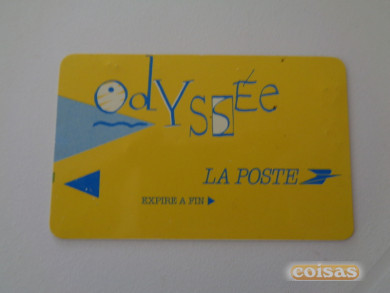 OdYssÉe
LA POSTE
EXPIRE A FIN
coisas